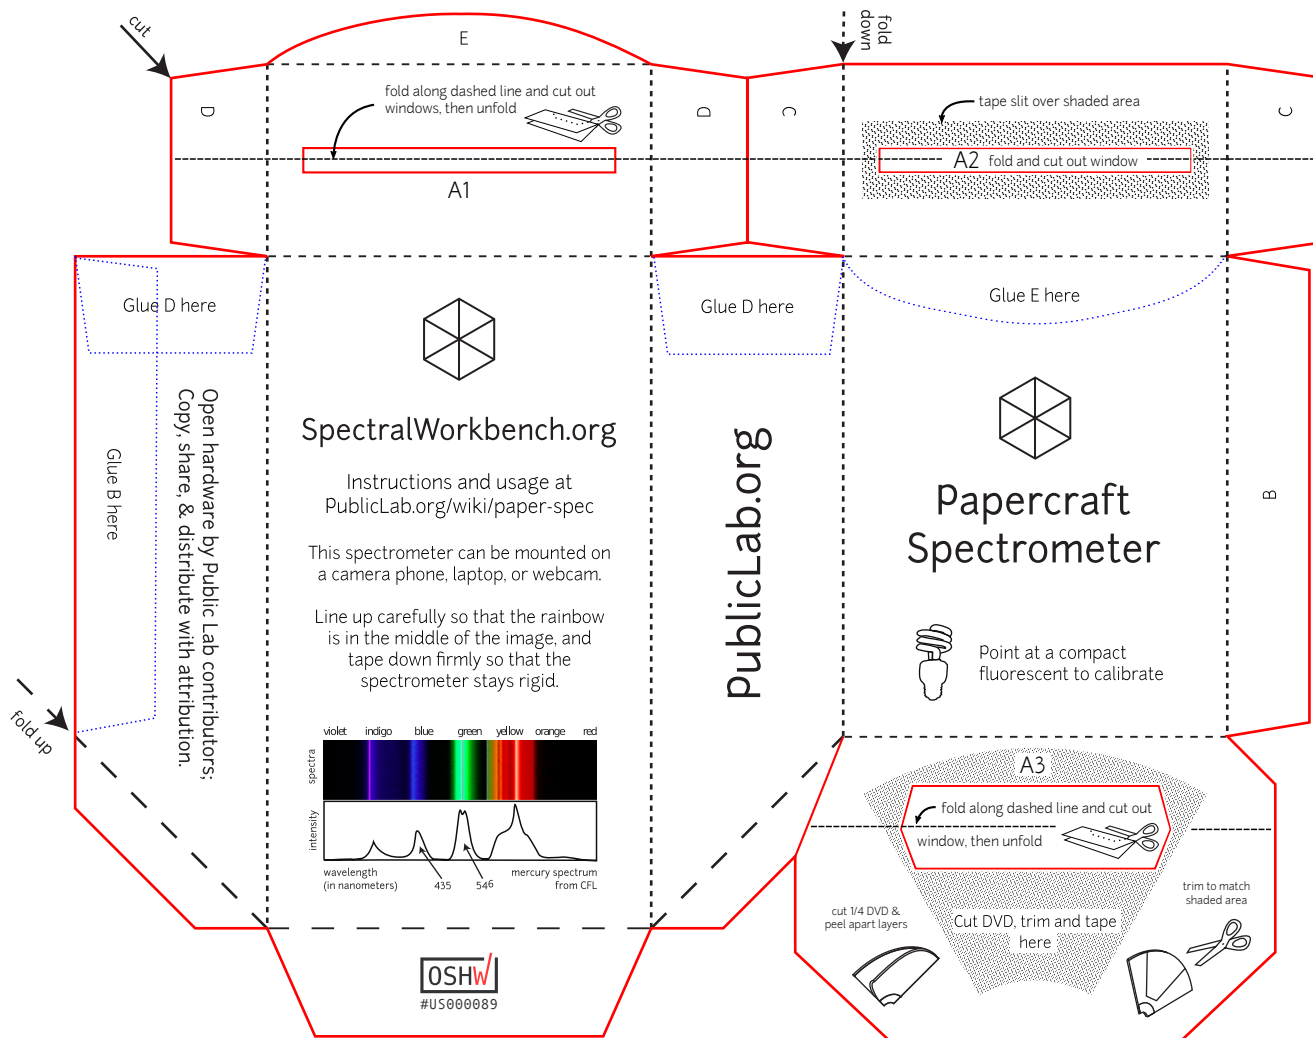 cut
fold
down
E
D
fold along dashed line and cut out
windows, then unfold
D
C
tape slit over shaded area
C
A2 fold and cut out window
A1
Glue D here
Glue D here
Glue E here
Glue B here
Open hardware by Public Lab contributors;
Copy, share, & distribute with attribution.
SpectralWorkbench.org
Instructions and usage at
PublicLab.org/wiki/paper-spec
This spectrometer can be mounted on
a camera phone, laptop, or webcam.
Line up carefully so that the rainbow
is in the middle of the image, and
tape down firmly so that the
spectrometer stays rigid.
PublicLab.org
Papercraft
Spectrometer
B
Point at a compact
fluorescent to calibrate
fold up
violet indigo blue green yellow orange red
spectra
intensity
wavelength
(in nanometers)
435
546
mercury spectrum
from CFL
A3
fold along dashed line and cut out
window, then unfold
cut 1/4 DVD &
peel apart layers
Cut DVD, trim and tape
here
trim to match
shaded area
OSHW
#US000089